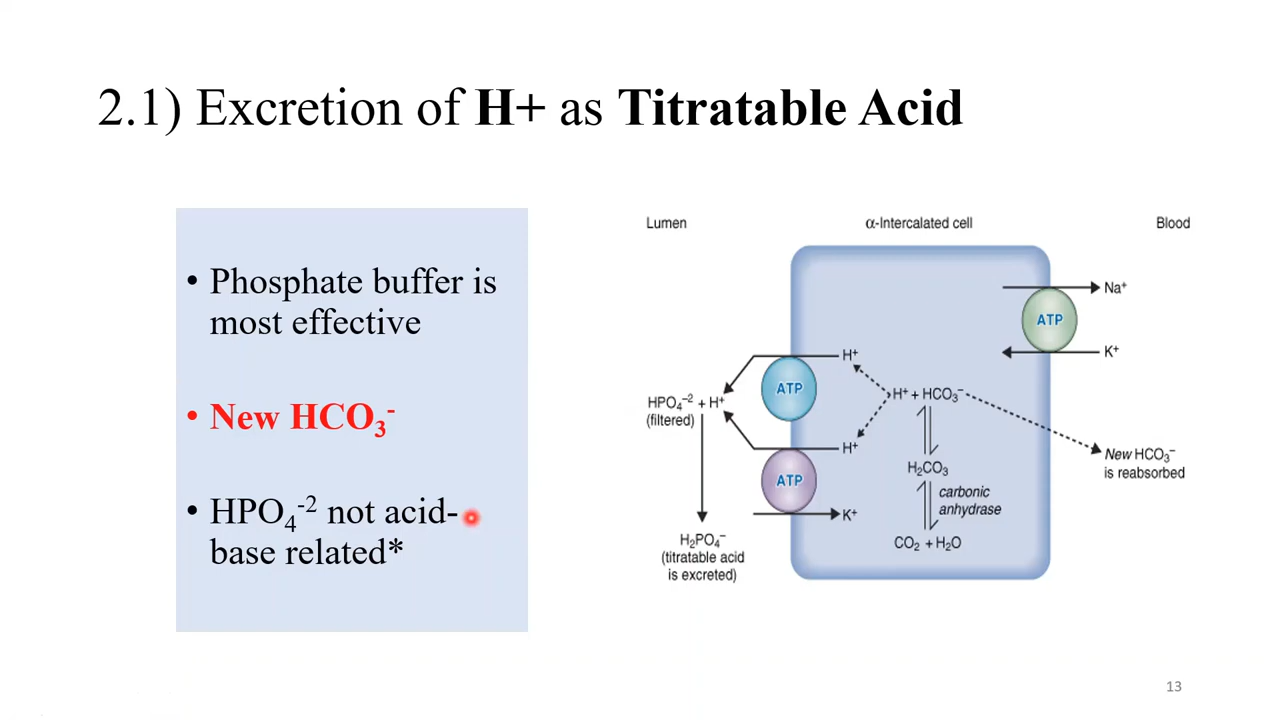 2.1) Excretion of H+ as Titratable Acid
• Phosphate buffer is
most effective
• New HCO₃⁻
• HPO₄⁻² not acid-
base related*
Lumen
α-Intercalated cell
Blood
Na⁺
ATP
K⁺
H⁺
ATP
H⁺ + HCO₃⁻
HPO₄⁻² + H⁺
(filtered)
H⁺
New HCO₃⁻
is reabsorbed
H₂CO₃
ATP
carbonic
anhydrase
K⁺
CO₂ + H₂O
H₂PO₄⁻
(titratable acid
is excreted)
13